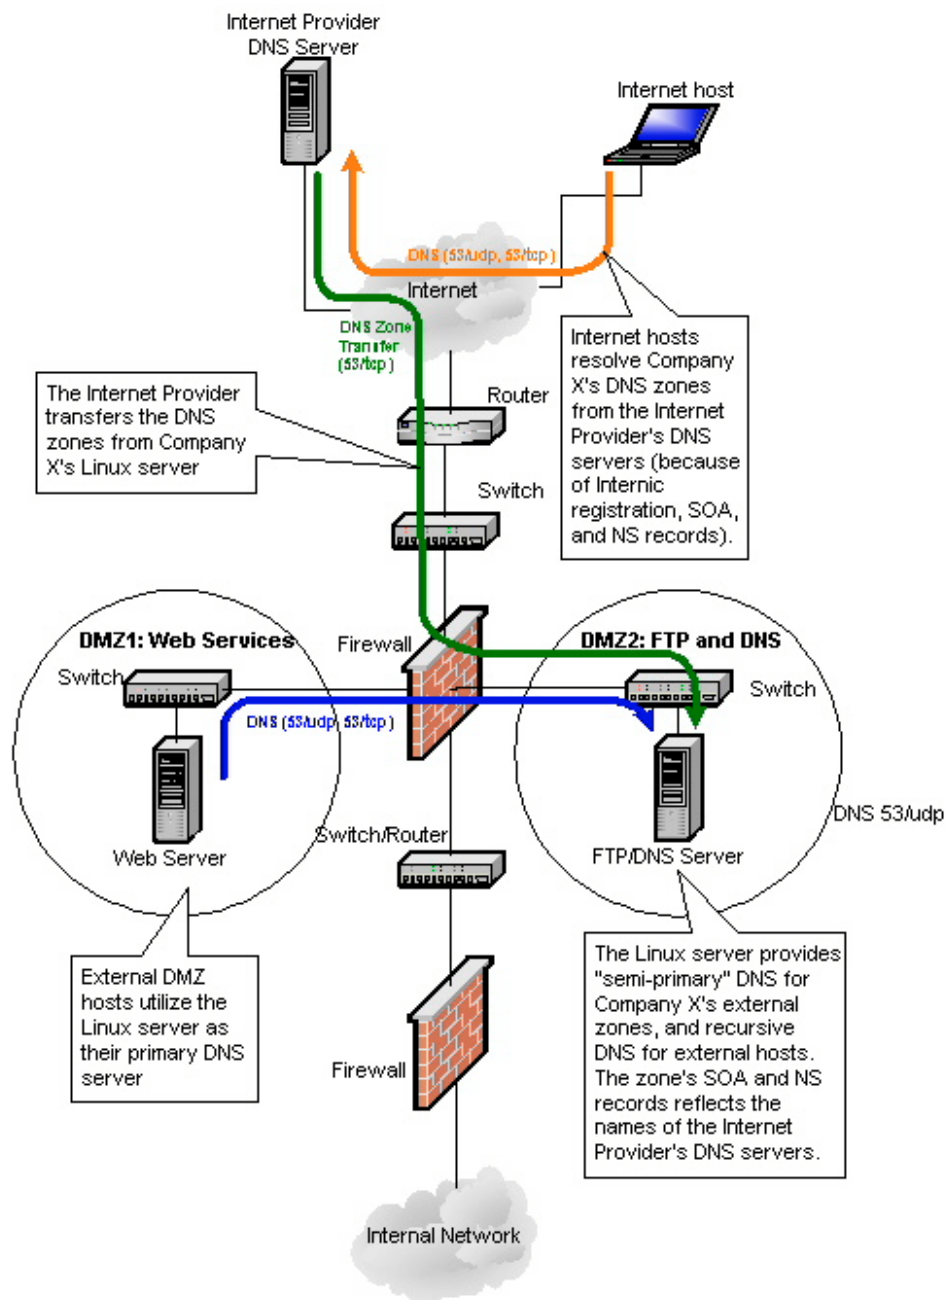 Internet Provider
DNS Server
Internet host
DNS (53/udp, 53/tcp)
Internet
DNS Zone
Transfer
(53/tcp)
Internet hosts
resolve Company
X's DNS zones
from the Internet
Provider's DNS
servers (because
of Internic
registration, SOA,
and NS records).
The Internet Provider
transfers the DNS
zones from Company
X's Linux server
Router
Switch
DMZ1: Web Services
Firewall
DMZ2: FTP and DNS
Switch
Switch
DNS (53/udp, 53/tcp)
DNS 53/udp
Web Server
Switch/Router
FTP/DNS Server
External DMZ
hosts utilize the
Linux server as
their primary DNS
server
The Linux server provides
"semi-primary" DNS for
Company X's external
zones, and recursive
DNS for external hosts.
The zone's SOA and NS
records reflects the
names of the Internet
Provider's DNS servers.
Firewall
Internal Network